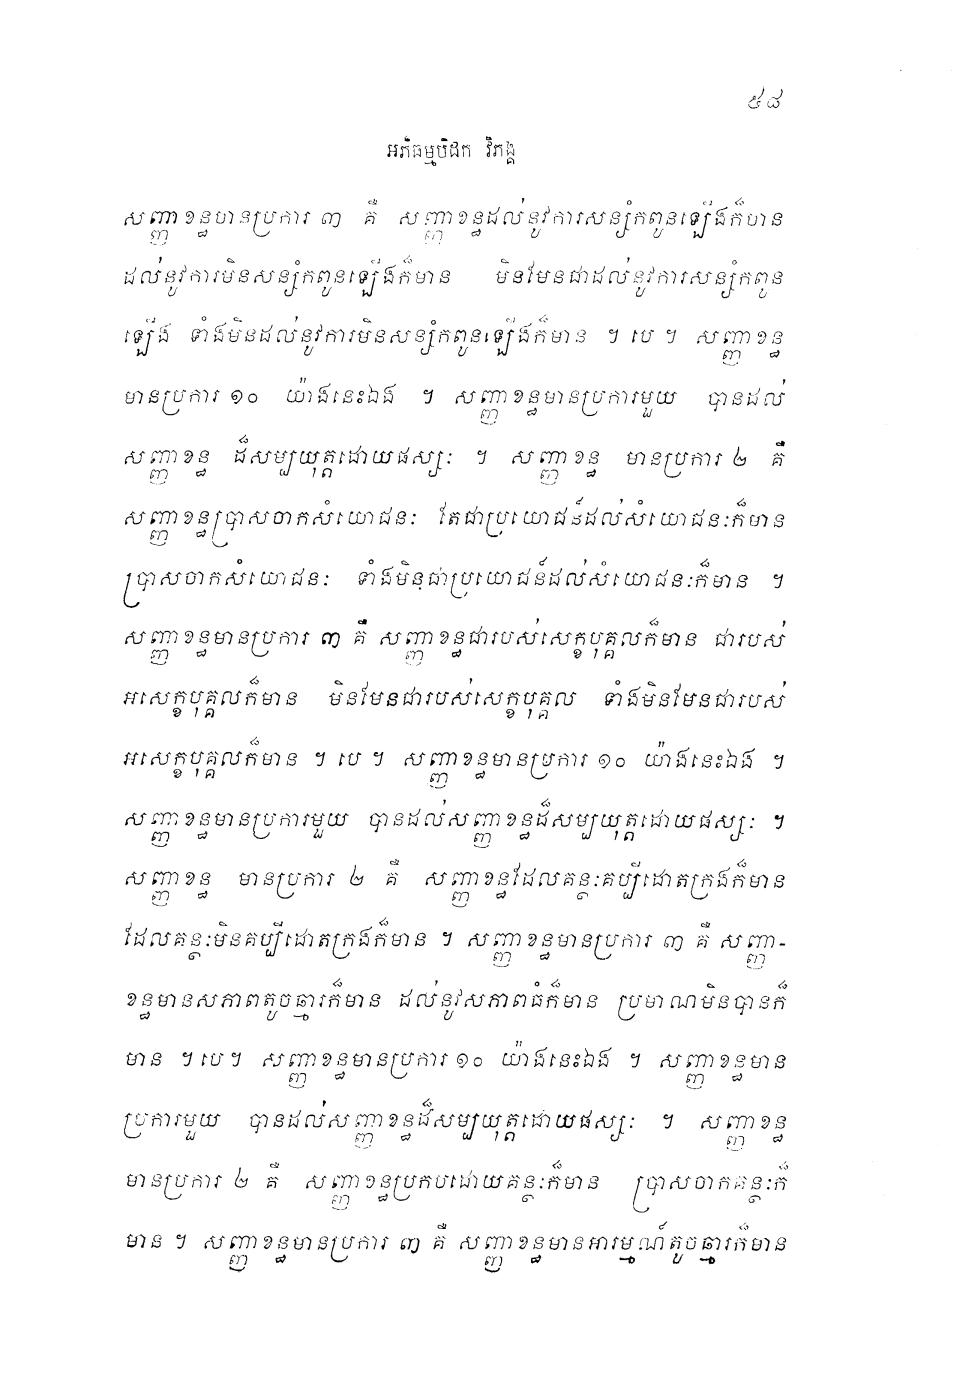 ៥៨
អភិធម្មបិដក វិភង្គ
សញ្ញាខន្ធមានប្រការ ៣ គឺ សញ្ញាខន្ធដល់នូវការសន្សំកពូនឡើងក៏មាន
ដល់នូវការមិនសន្សំកពូនឡើងក៏មាន មិនមែនជាដល់នូវការសន្សំកពូន
ឡើង ទាំងមិនដល់នូវការមិនសន្សំកពូនឡើងក៏មាន ។ បេ ។ សញ្ញាខន្ធ
មានប្រការ ១០ យ៉ាងនេះឯង ។ សញ្ញាខន្ធមានប្រការមួយ បានដល់
សញ្ញាខន្ធ ដ៏សម្បយុត្តដោយផស្សៈ ។ សញ្ញាខន្ធ មានប្រការ ២ គឺ
សញ្ញាខន្ធប្រាសចាកសំយោជនៈ តែជាប្រយោជន៍ដល់សំយោជនៈក៏មាន
ប្រាសចាកសំយោជនៈ ទាំងមិនជាប្រយោជន៍ដល់សំយោជនៈក៏មាន ។
សញ្ញាខន្ធមានប្រការ ៣ គឺ សញ្ញាខន្ធជារបស់សេក្ខបុគ្គលក៏មាន ជារបស់
អសេក្ខបុគ្គលក៏មាន មិនមែនជារបស់សេក្ខបុគ្គល ទាំងមិនមែនជារបស់
អសេក្ខបុគ្គលក៏មាន ។ បេ ។ សញ្ញាខន្ធមានប្រការ ១០ យ៉ាងនេះឯង ។
សញ្ញាខន្ធមានប្រការមួយ បានដល់សញ្ញាខន្ធដ៏សម្បយុត្តដោយផស្សៈ ។
សញ្ញាខន្ធ មានប្រការ ២ គឺ សញ្ញាខន្ធដែលគន្ថៈគប្បីដោតក្រងក៏មាន
ដែលគន្ថៈមិនគប្បីដោតក្រងក៏មាន ។ សញ្ញាខន្ធមានប្រការ ៣ គឺ សញ្ញា-
ខន្ធមានសភាពតូចឆ្មារក៏មាន ដល់នូវសភាពធំក៏មាន ប្រមាណមិនបានក៏
មាន ។ បេ ។ សញ្ញាខន្ធមានប្រការ ១០ យ៉ាងនេះឯង ។ សញ្ញាខន្ធមាន
ប្រការមួយ បានដល់សញ្ញាខន្ធដ៏សម្បយុត្តដោយផស្សៈ ។ សញ្ញាខន្ធ
មានប្រការ ២ គឺ សញ្ញាខន្ធប្រកបដោយគន្ថៈក៏មាន ប្រាសចាកគន្ថៈក៏
មាន ។ សញ្ញាខន្ធមានប្រការ ៣ គឺ សញ្ញាខន្ធមានអារម្មណ៍តូចឆ្មារក៏មាន